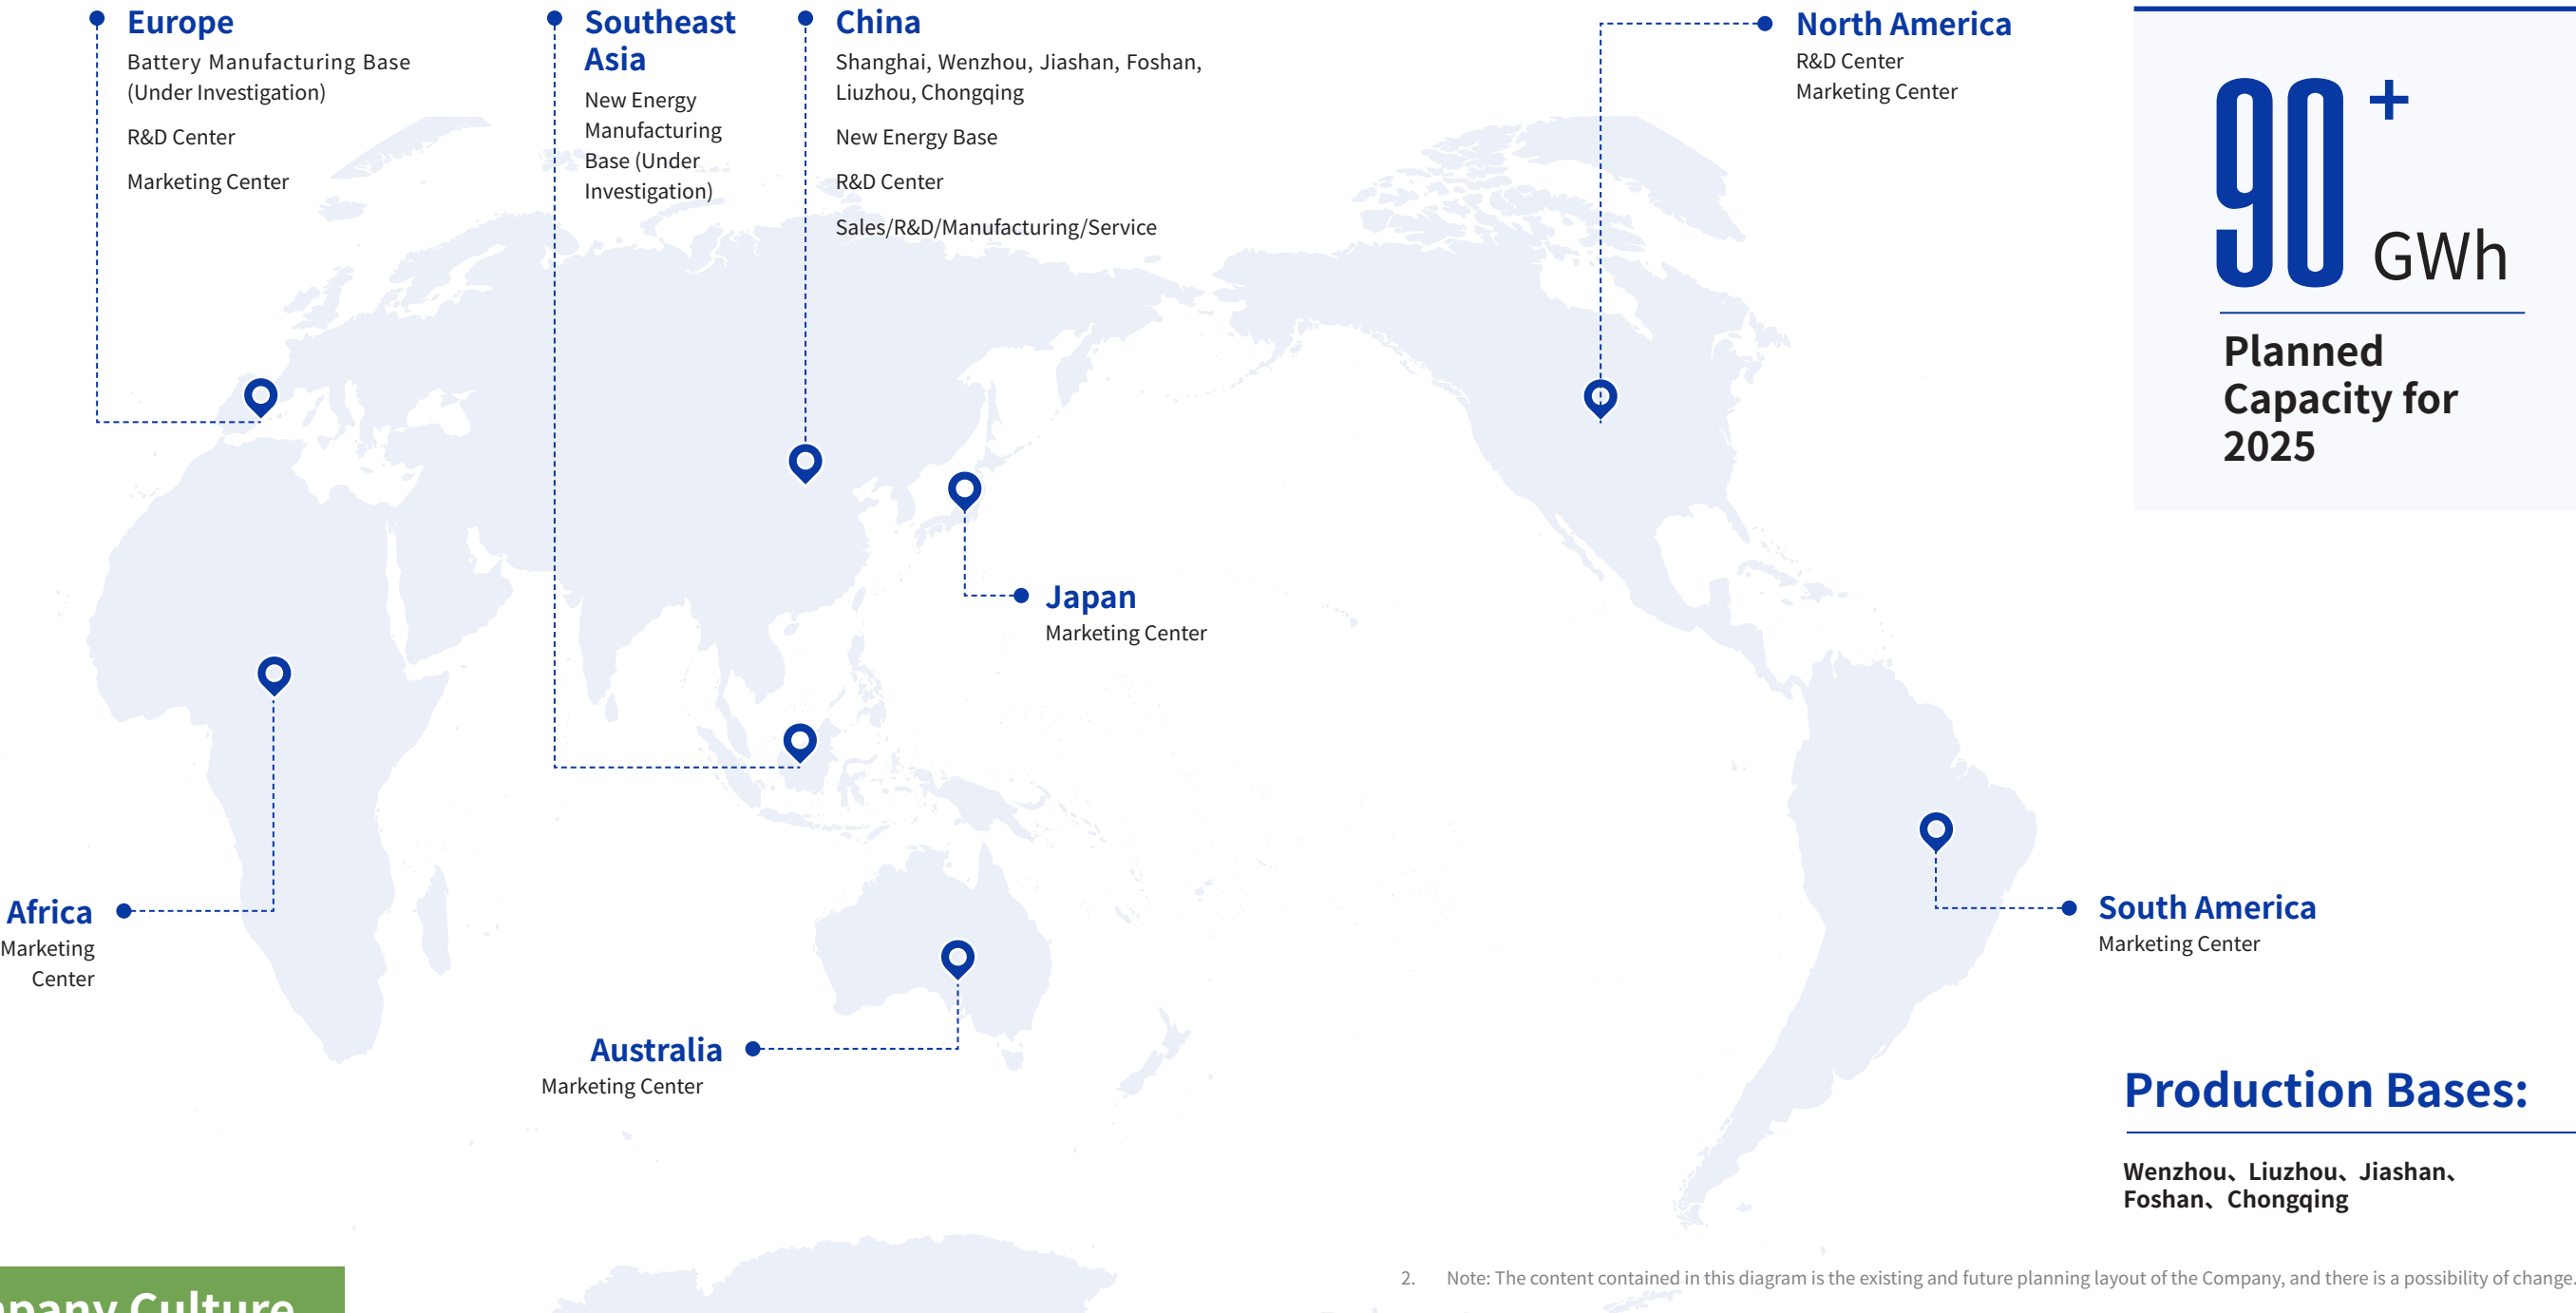 Europe
Battery Manufacturing Base
(Under Investigation)
R&D Center
Marketing Center
Southeast
Asia
New Energy
Manufacturing
Base (Under
Investigation)
China
Shanghai, Wenzhou, Jiashan, Foshan,
Liuzhou, Chongqing
New Energy Base
R&D Center
Sales/R&D/Manufacturing/Service
North America
R&D Center
Marketing Center
90+
GWh
Planned
Capacity for
2025
Japan
Marketing Center
Africa
Marketing
Center
Australia
Marketing Center
South America
Marketing Center
Production Bases:
Wenzhou、Liuzhou、Jiashan、
Foshan、Chongqing
2. Note: The content contained in this diagram is the existing and future planning layout of the Company, and there is a possibility of change.
Culture